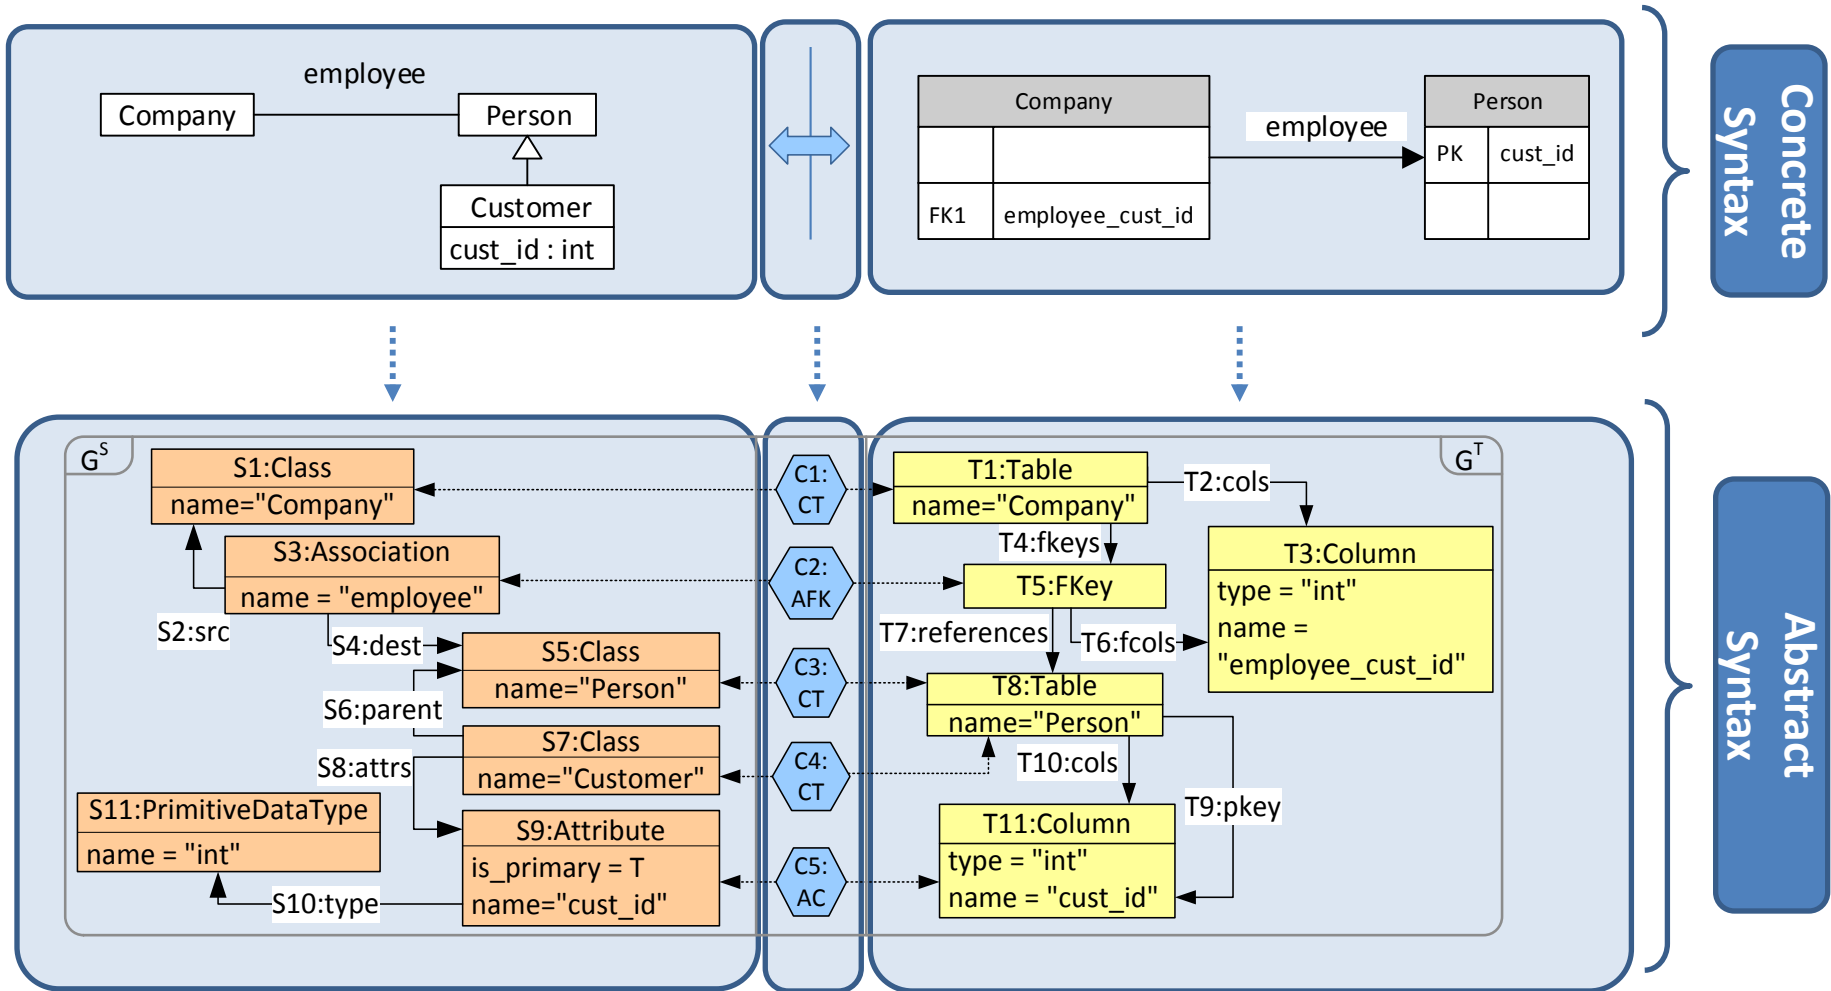 employee
Company
Person
Customer
cust_id : int
Company
FK1
employee_cust_id
employee
Person
PK
cust_id
Concrete
Syntax
G^S
S1:Class
name="Company"
S3:Association
name = "employee"
S2:src
S4:dest
S5:Class
name="Person"
S6:parent
S7:Class
name="Customer"
S8:attrs
S11:PrimitiveDataType
name = "int"
S9:Attribute
is_primary = T
name="cust_id"
S10:type
C1:
CT
C2:
AFK
C3:
CT
C4:
CT
C5:
AC
G^T
T1:Table
name="Company"
T2:cols
T4:fkeys
T3:Column
type = "int"
name =
"employee_cust_id"
T5:FKey
T7:references
T6:fcols
T8:Table
name="Person"
T10:cols
T9:pkey
T11:Column
type = "int"
name = "cust_id"
Abstract
Syntax